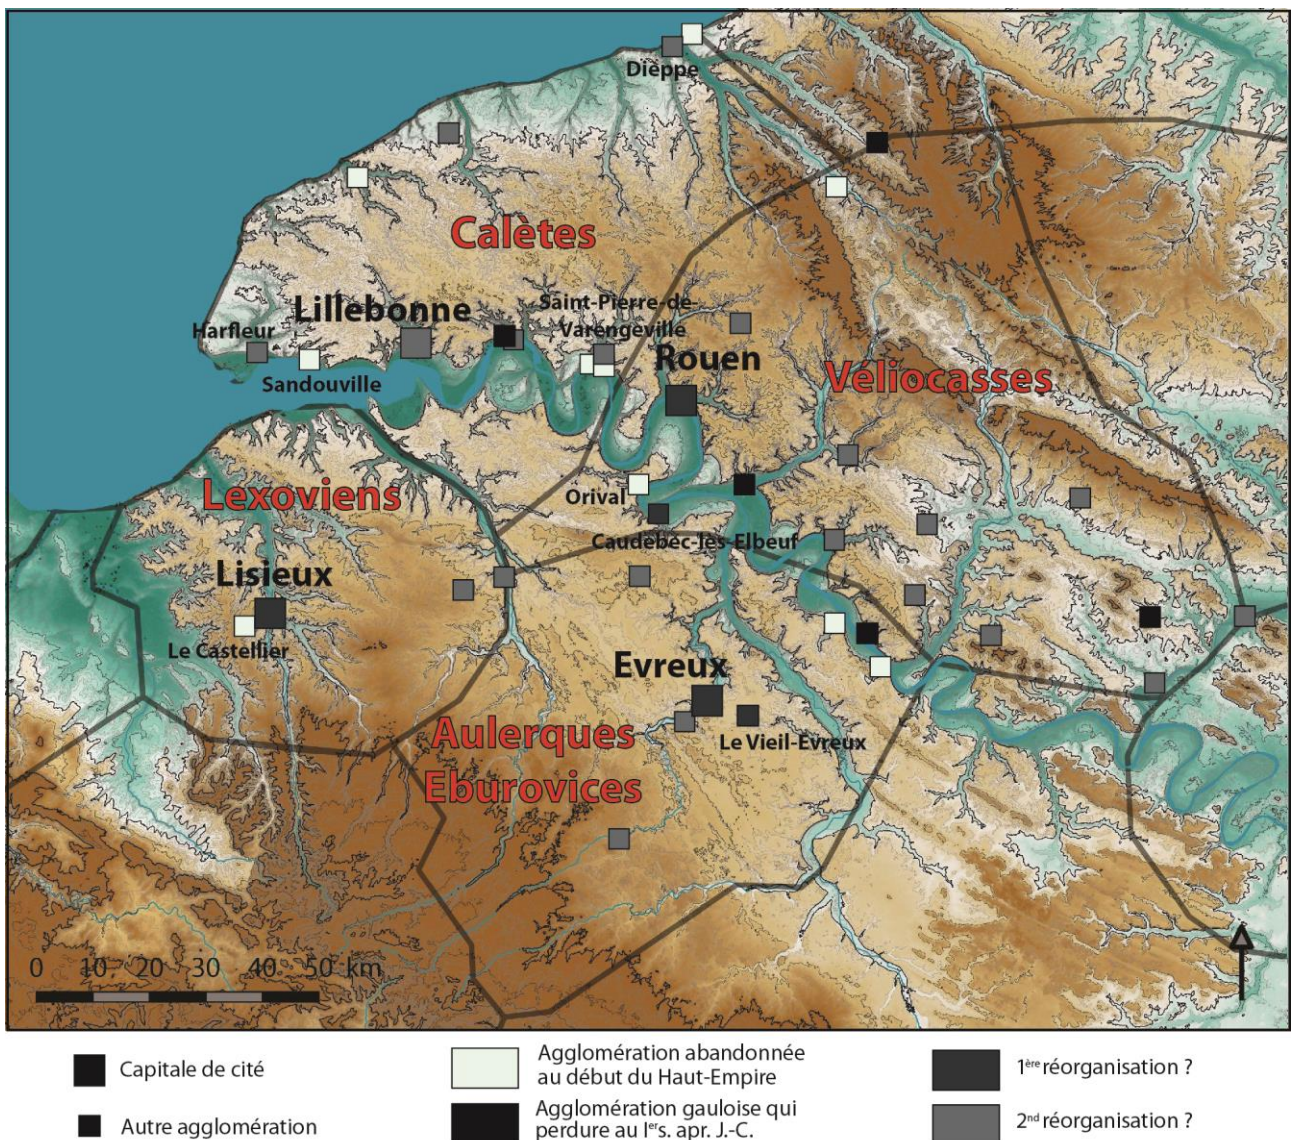 Dieppe
Calètes
Lillebonne
Saint-Pierre-de-
Varengeville
Harfleur
Rouen
Sandouville
Véliocasses
Lexoviens
Orival
Caudebec-lès-Elbeuf
Lisieux
Le Castellier
Evreux
Aulerques
Eburovices
Le Vieil-Evreux
0 10 20 30 40 50 km
Capitale de cité
Autre agglomération
Agglomération abandonnée
au début du Haut-Empire
Agglomération gauloise qui
perdure au Ier s. apr. J.-C.
1ère réorganisation ?
2nd réorganisation ?